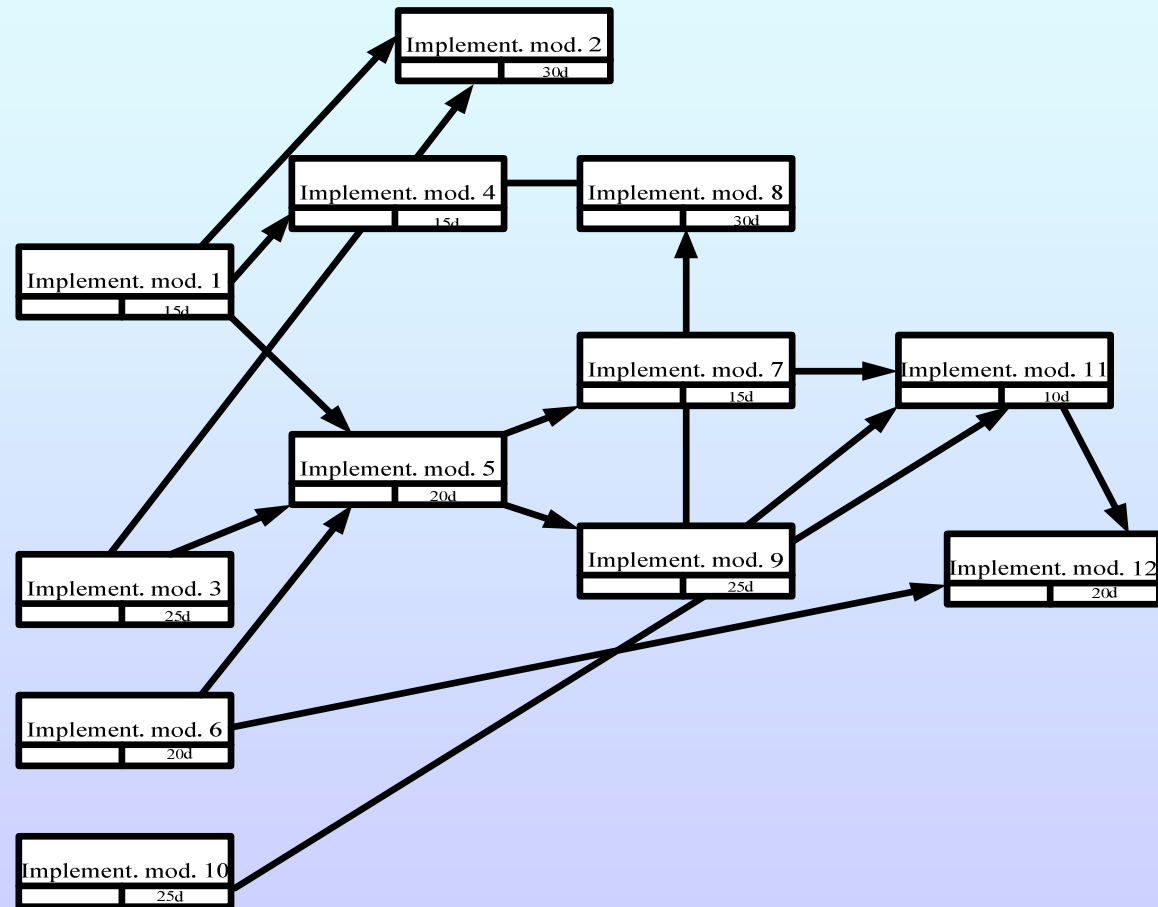 Implement. mod. 2
30d
Implement. mod. 4
15d
Implement. mod. 8
30d
Implement. mod. 1
15d
Implement. mod. 7
15d
Implement. mod. 11
10d
Implement. mod. 5
20d
Implement. mod. 9
25d
Implement. mod. 12
20d
Implement. mod. 3
25d
Implement. mod. 6
20d
Implement. mod. 10
25d